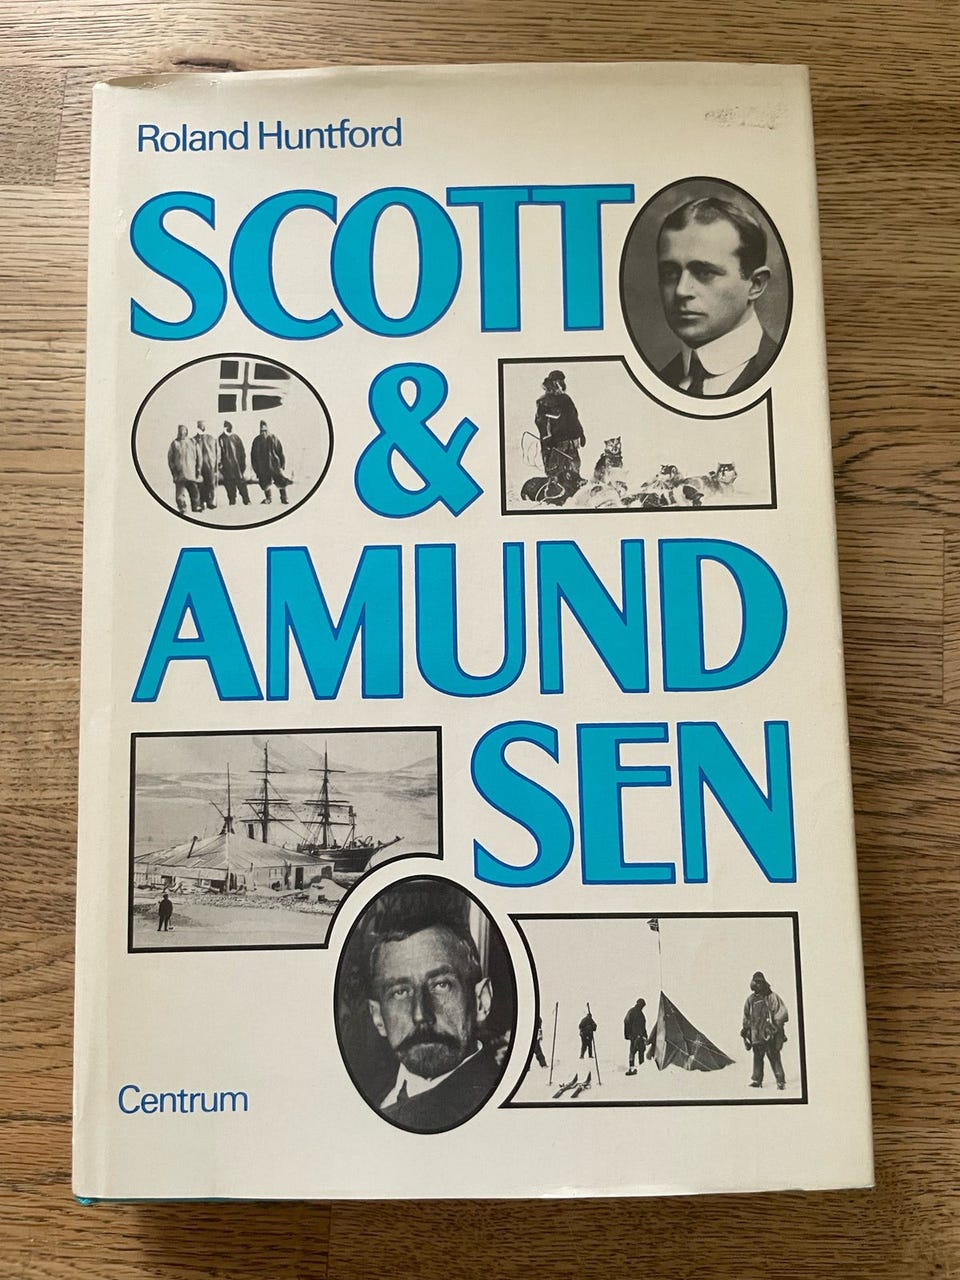 Roland Huntford
SCOTT
&
AMUND
SEN
Centrum